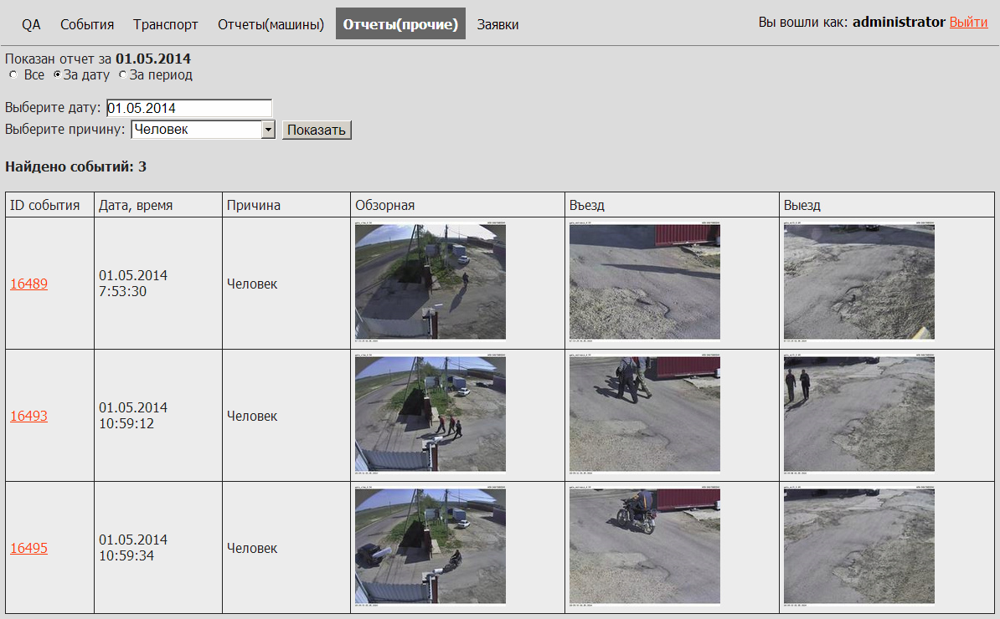 QA События Транспорт Отчеты(машины) Отчеты(прочие) Заявки Вы вошли как: administrator Выйти
Показан отчет за 01.05.2014
Все За дату За период
Выберите дату: 01.05.2014
Выберите причину: Человек Показать
Найдено событий: 3
ID события Дата, время Причина Обзорная Въезд Выезд
16489 01.05.2014 7:53:30 Человек
16493 01.05.2014 10:59:12 Человек
16495 01.05.2014 10:59:34 Человек